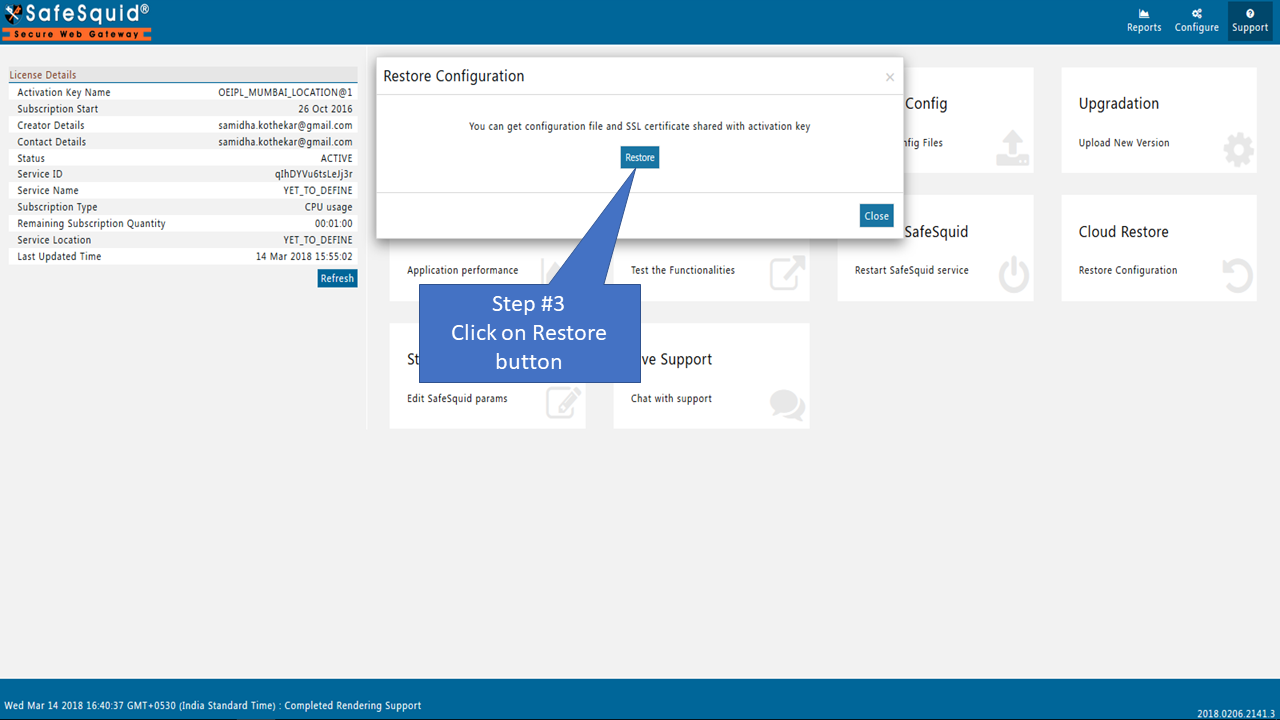 SafeSquid®
Secure Web Gateway
Reports
Configure
Support
License Details
Activation Key Name OEIPL_MUMBAI_LOCATION@1
Subscription Start 26 Oct 2016
Creator Details samidha.kothekar@gmail.com
Contact Details samidha.kothekar@gmail.com
Status ACTIVE
Service ID qIhDYVu6tsLeJj3r
Service Name YET_TO_DEFINE
Subscription Type CPU usage
Remaining Subscription Quantity 00:01:00
Service Location YET_TO_DEFINE
Last Updated Time 14 Mar 2018 15:55:02
Refresh
Restore Configuration
×
You can get configuration file and SSL certificate shared with activation key
Restore
Close
Config
Files
Upgradation
Upload New Version
Application performance
Test the Functionalities
SafeSquid
Restart SafeSquid service
Cloud Restore
Restore Configuration
Step #3
Click on Restore
button
Edit SafeSquid params
Support
Chat with support
Wed Mar 14 2018 16:40:37 GMT+0530 (India Standard Time) : Completed Rendering Support
2018.0206.2141.3